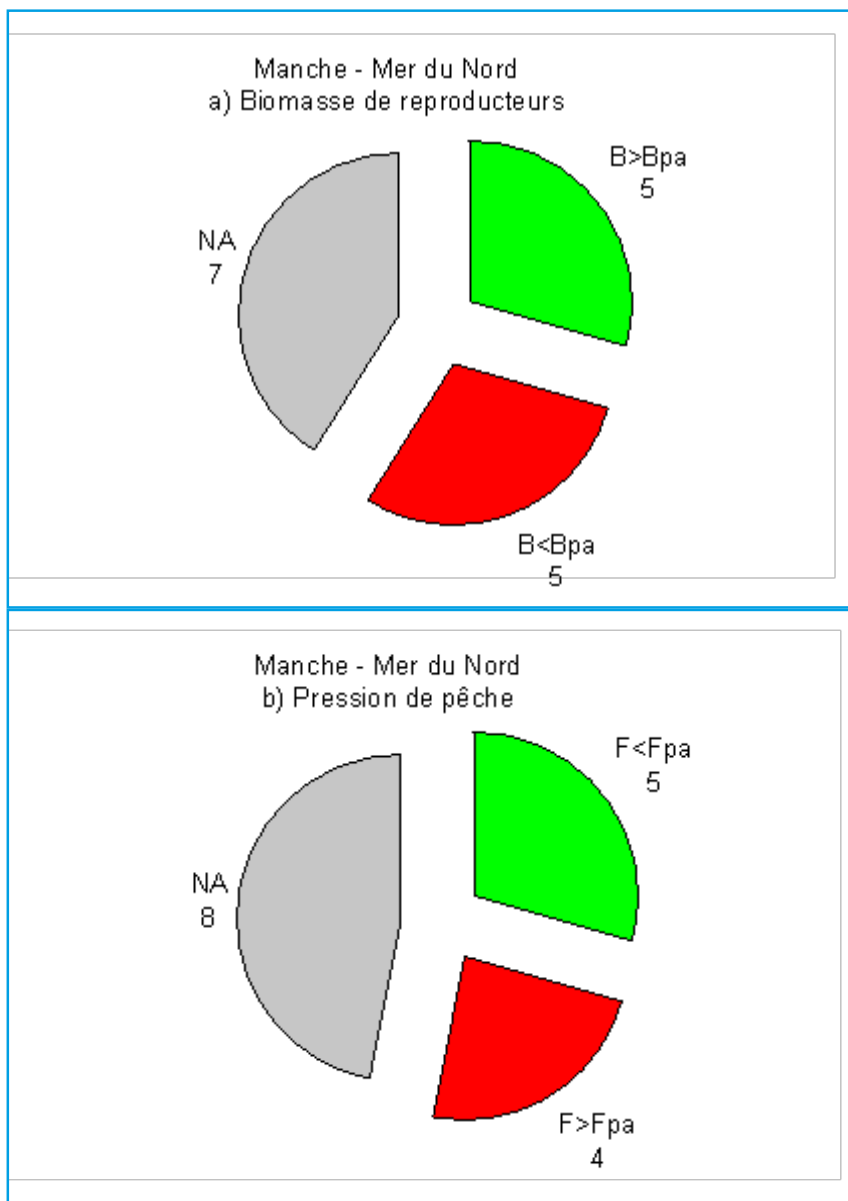 Manche - Mer du Nord
a) Biomasse de reproducteurs
B>Bpa
5
NA
7
B<Bpa
5
Manche - Mer du Nord
b) Pression de pêche
F<Fpa
5
NA
8
F>Fpa
4